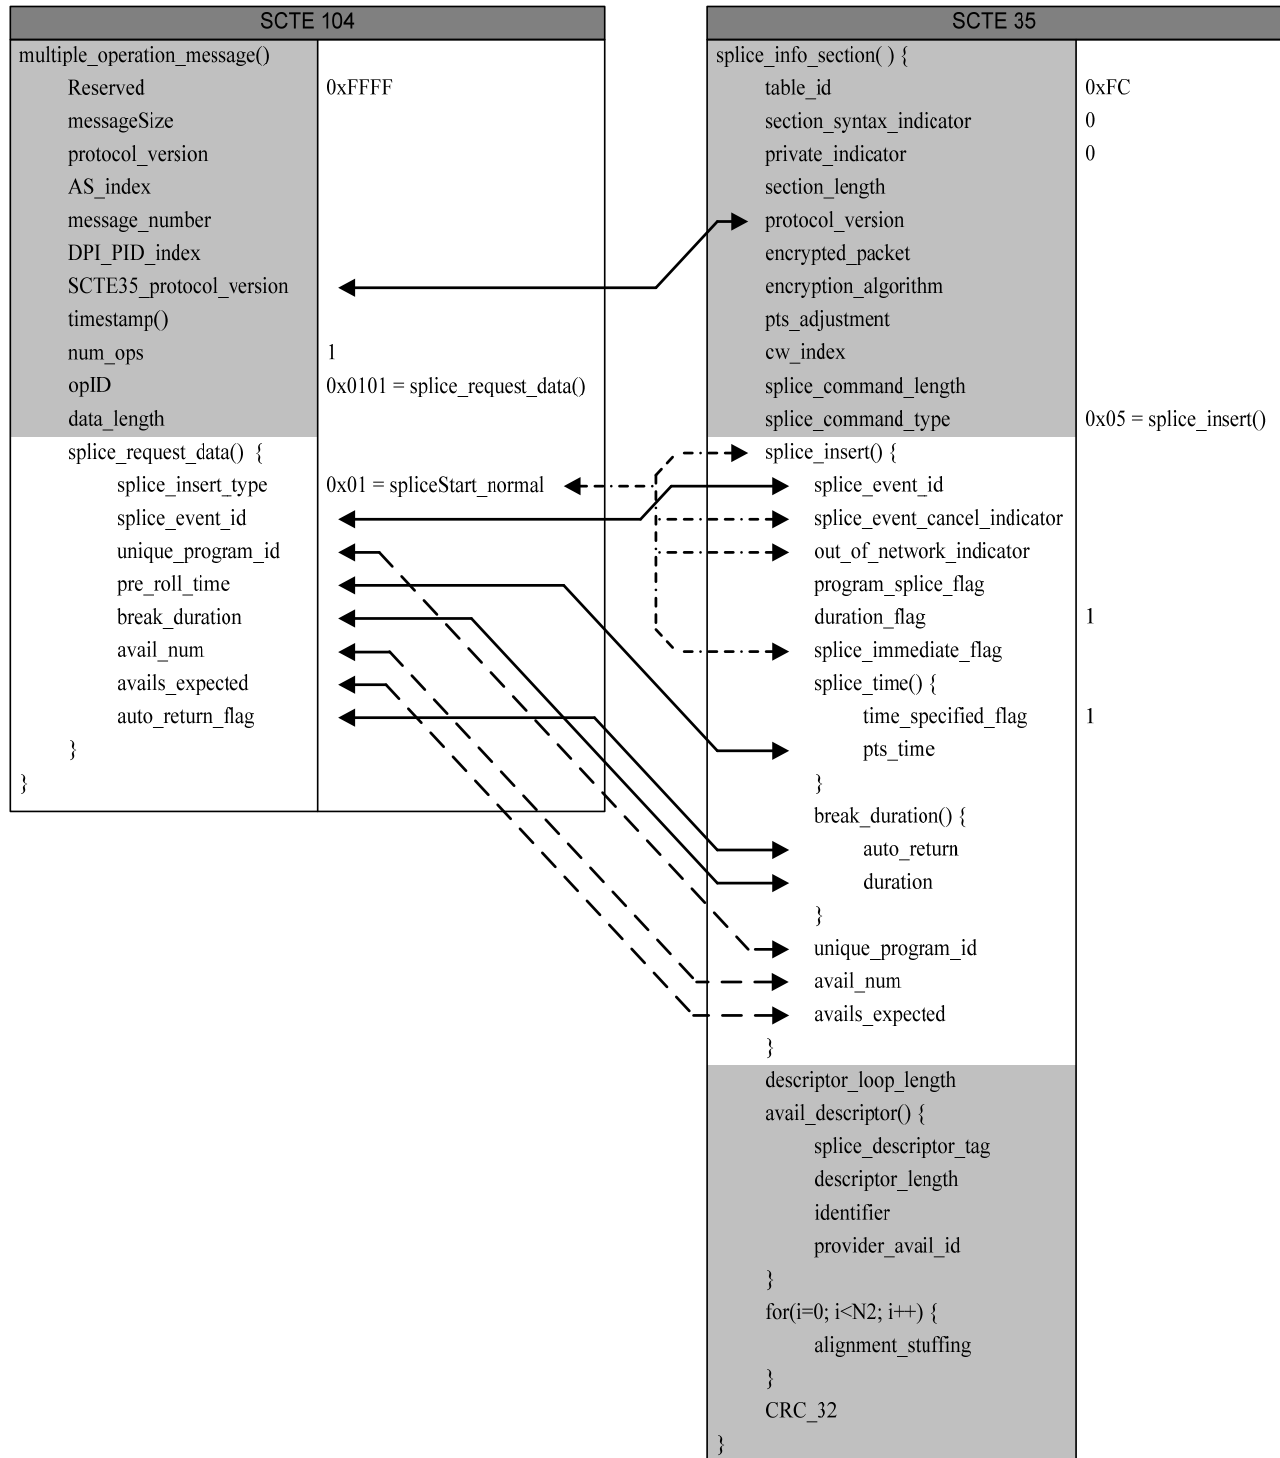 SCTE 104
multiple_operation_message()
Reserved 0xFFFF
messageSize
protocol_version
AS_index
message_number
DPI_PID_index
SCTE35_protocol_version
timestamp()
num_ops 1
opID 0x0101 = splice_request_data()
data_length
splice_request_data() {
splice_insert_type 0x01 = spliceStart_normal
splice_event_id
unique_program_id
pre_roll_time
break_duration
avail_num
avails_expected
auto_return_flag
}
}
SCTE 35
splice_info_section( ) {
table_id 0xFC
section_syntax_indicator 0
private_indicator 0
section_length
protocol_version
encrypted_packet
encryption_algorithm
pts_adjustment
cw_index
splice_command_length
splice_command_type 0x05 = splice_insert()
splice_insert() {
splice_event_id
splice_event_cancel_indicator
out_of_network_indicator
program_splice_flag
duration_flag 1
splice_immediate_flag
splice_time() {
time_specified_flag 1
pts_time
}
break_duration() {
auto_return
duration
}
unique_program_id
avail_num
avails_expected
}
descriptor_loop_length
avail_descriptor() {
splice_descriptor_tag
descriptor_length
identifier
provider_avail_id
}
for(i=0; i<N2; i++) {
alignment_stuffing
}
CRC_32
}